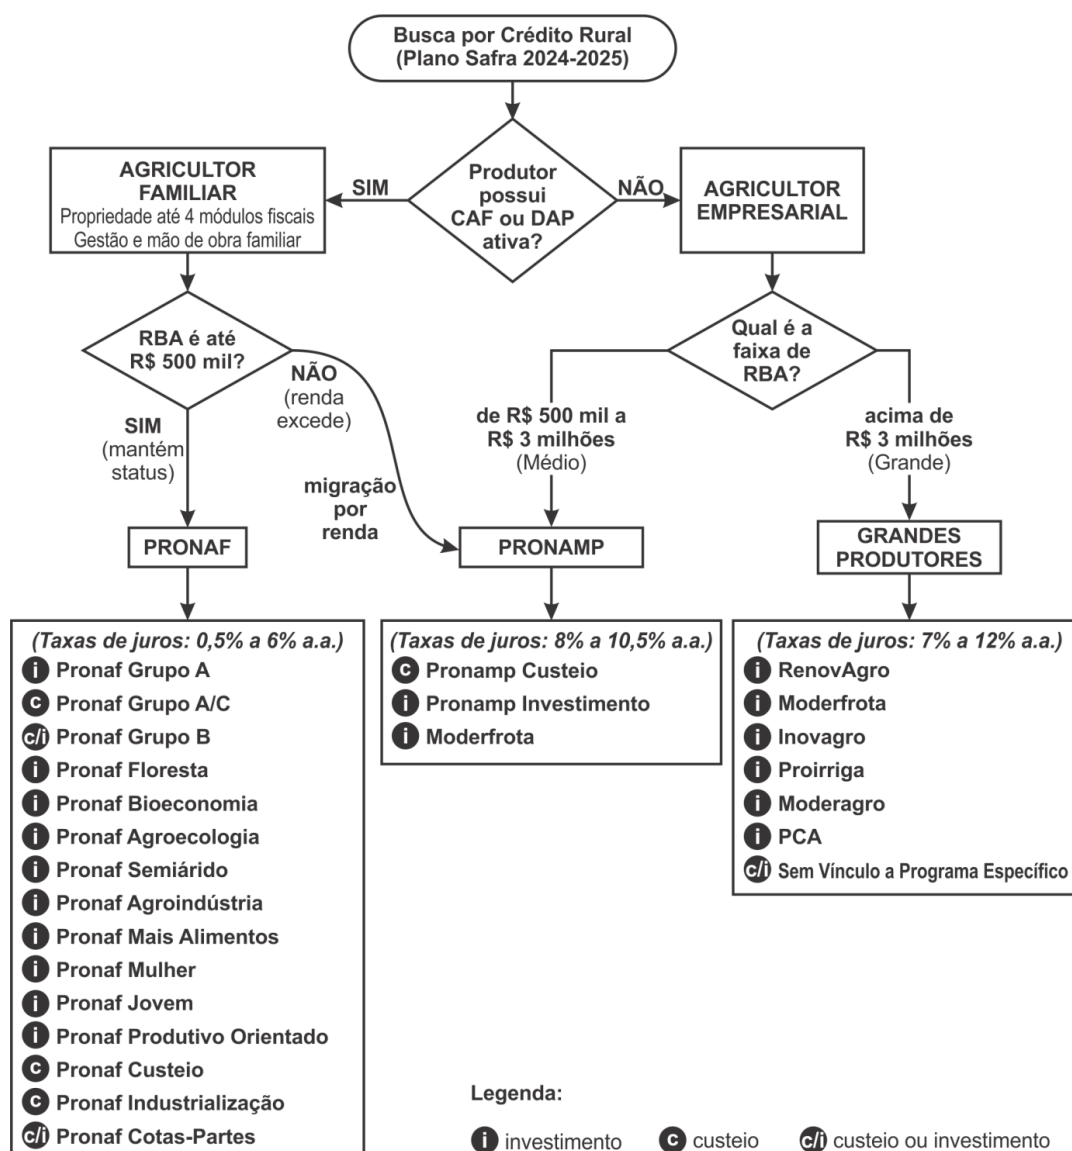 Busca por Crédito Rural
(Plano Safra 2024-2025)
Produtor
possui
CAF ou DAP
ativa?
SIM
NÃO
AGRICULTOR
FAMILIAR
Propriedade até 4 módulos fiscais
Gestão e mão de obra familiar
AGRICULTOR
EMPRESARIAL
RBA é até
R$ 500 mil?
SIM
(mantém
status)
NÃO
(renda
excede)
migração
por
renda
Qual é a
faixa de
RBA?
de R$ 500 mil a
R$ 3 milhões
(Médio)
acima de
R$ 3 milhões
(Grande)
PRONAF
PRONAMP
GRANDES
PRODUTORES
(Taxas de juros: 0,5% a 6% a.a.)
i Pronaf Grupo A
c Pronaf Grupo A/C
c/i Pronaf Grupo B
i Pronaf Floresta
i Pronaf Bioeconomia
i Pronaf Agroecologia
i Pronaf Semiárido
i Pronaf Agroindústria
i Pronaf Mais Alimentos
i Pronaf Mulher
i Pronaf Jovem
i Pronaf Produtivo Orientado
c Pronaf Custeio
c Pronaf Industrialização
c/i Pronaf Cotas-Partes
(Taxas de juros: 8% a 10,5% a.a.)
c Pronamp Custeio
i Pronamp Investimento
i Moderfrota
(Taxas de juros: 7% a 12% a.a.)
i RenovAgro
i Moderfrota
i Inovagro
i Proirriga
i Moderagro
i PCA
c/i Sem Vínculo a Programa Específico
Legenda:
i investimento c custeio c/i custeio ou investimento